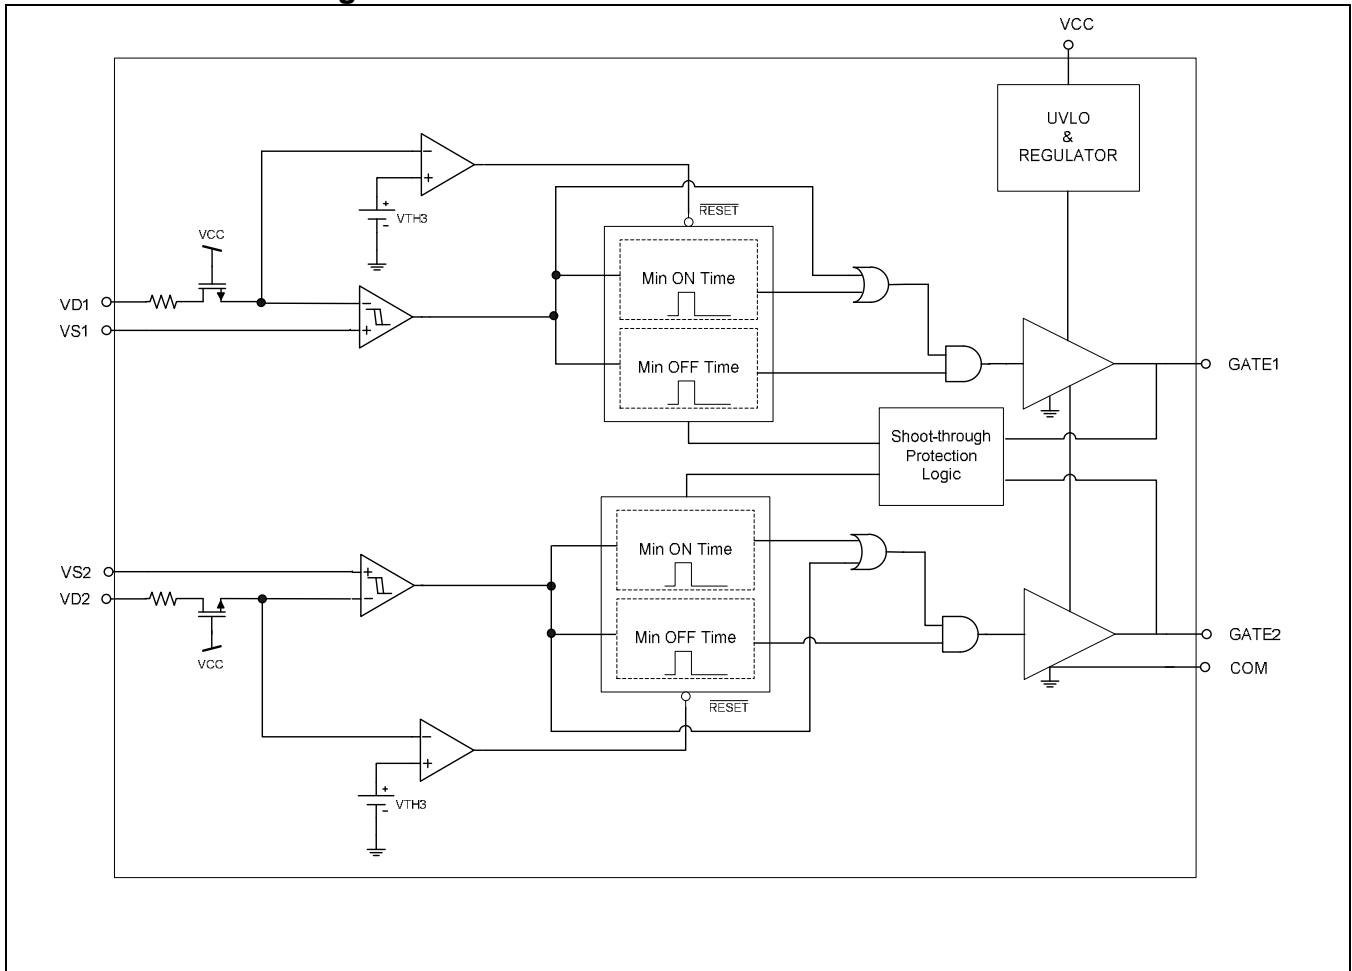 VCC
UVLO
&
REGULATOR
−
+
+
-
VTH3
RESET
VCC
Min ON Time
VD1
−
VS1
+
Min OFF Time
GATE1
Shoot-through
Protection
Logic
Min ON Time
VS2
+
VD2
−
Min OFF Time
GATE2
VCC
COM
RESET
−
+
+
-
VTH3